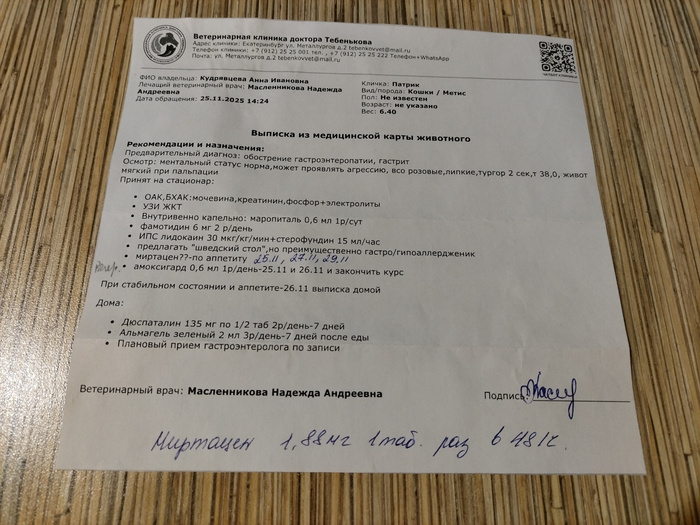 Ветеринарная клиника доктора Тебенькова
Адрес клиники: Екатеринбург ул. Металлургов д.2 tebenkovvet@mail.ru
Телефон клиники: +7 (912) 25 25 001 тел., +7 (912) 25 25 222 Телефон+WhatsApp
Почта: ул. Металлургов д.2 tebenkovvet@mail.ru
ФИО владельца: Кудрявцева Анна Ивановна
Лечащий ветеринарный врач: Масленникова Надежда
Андреевна
Дата обращения: 25.11.2025 14:24
Кличка: Патрик
Вид/порода: Кошки / Метис
Пол: Не известен
Возраст: не указано
Вес: 6.40
Выписка из медицинской карты животного
Рекомендации и назначения:
Предварительный диагноз: обострение гастроэнтеропатии, гастрит
Осмотр: ментальный статус норма,может проявлять агрессию, всо розовые,липкие,тургор 2 сек,т 38,0, живот
мягкий при пальпации
Принят на стационар:
• ОАК,БХАК:мочевина,креатинин,фосфор+электролиты
• УЗИ ЖКТ
• Внутривенно капельно: маропиталь 0,6 мл 1р/сут
• фамотидин 6 мг 2 р/день
• ИПС лидокаин 30 мкг/кг/мин+стерофундин 15 мл/час
• предлагать "шведский стол",но преимущественно гастро/гипоаллердженик
• миртацен??-по аппетиту 25.11, 27.11, 29.11
• амоксигард 0,6 мл 1р/день-25.11 и 26.11 и закончить курс
При стабильном состоянии и аппетите-26.11 выписка домой
Дома:
• Дюспаталин 135 мг по 1/2 таб 2р/день-7 дней
• Альмагель зеленый 2 мл 3р/день-7 дней после еды
• Плановый прием гастроэнтеролога по записи
Ветеринарный врач: Масленникова Надежда Андреевна
Подпись:
Миртацен 1,88мг 1таб. раз в 48ч.